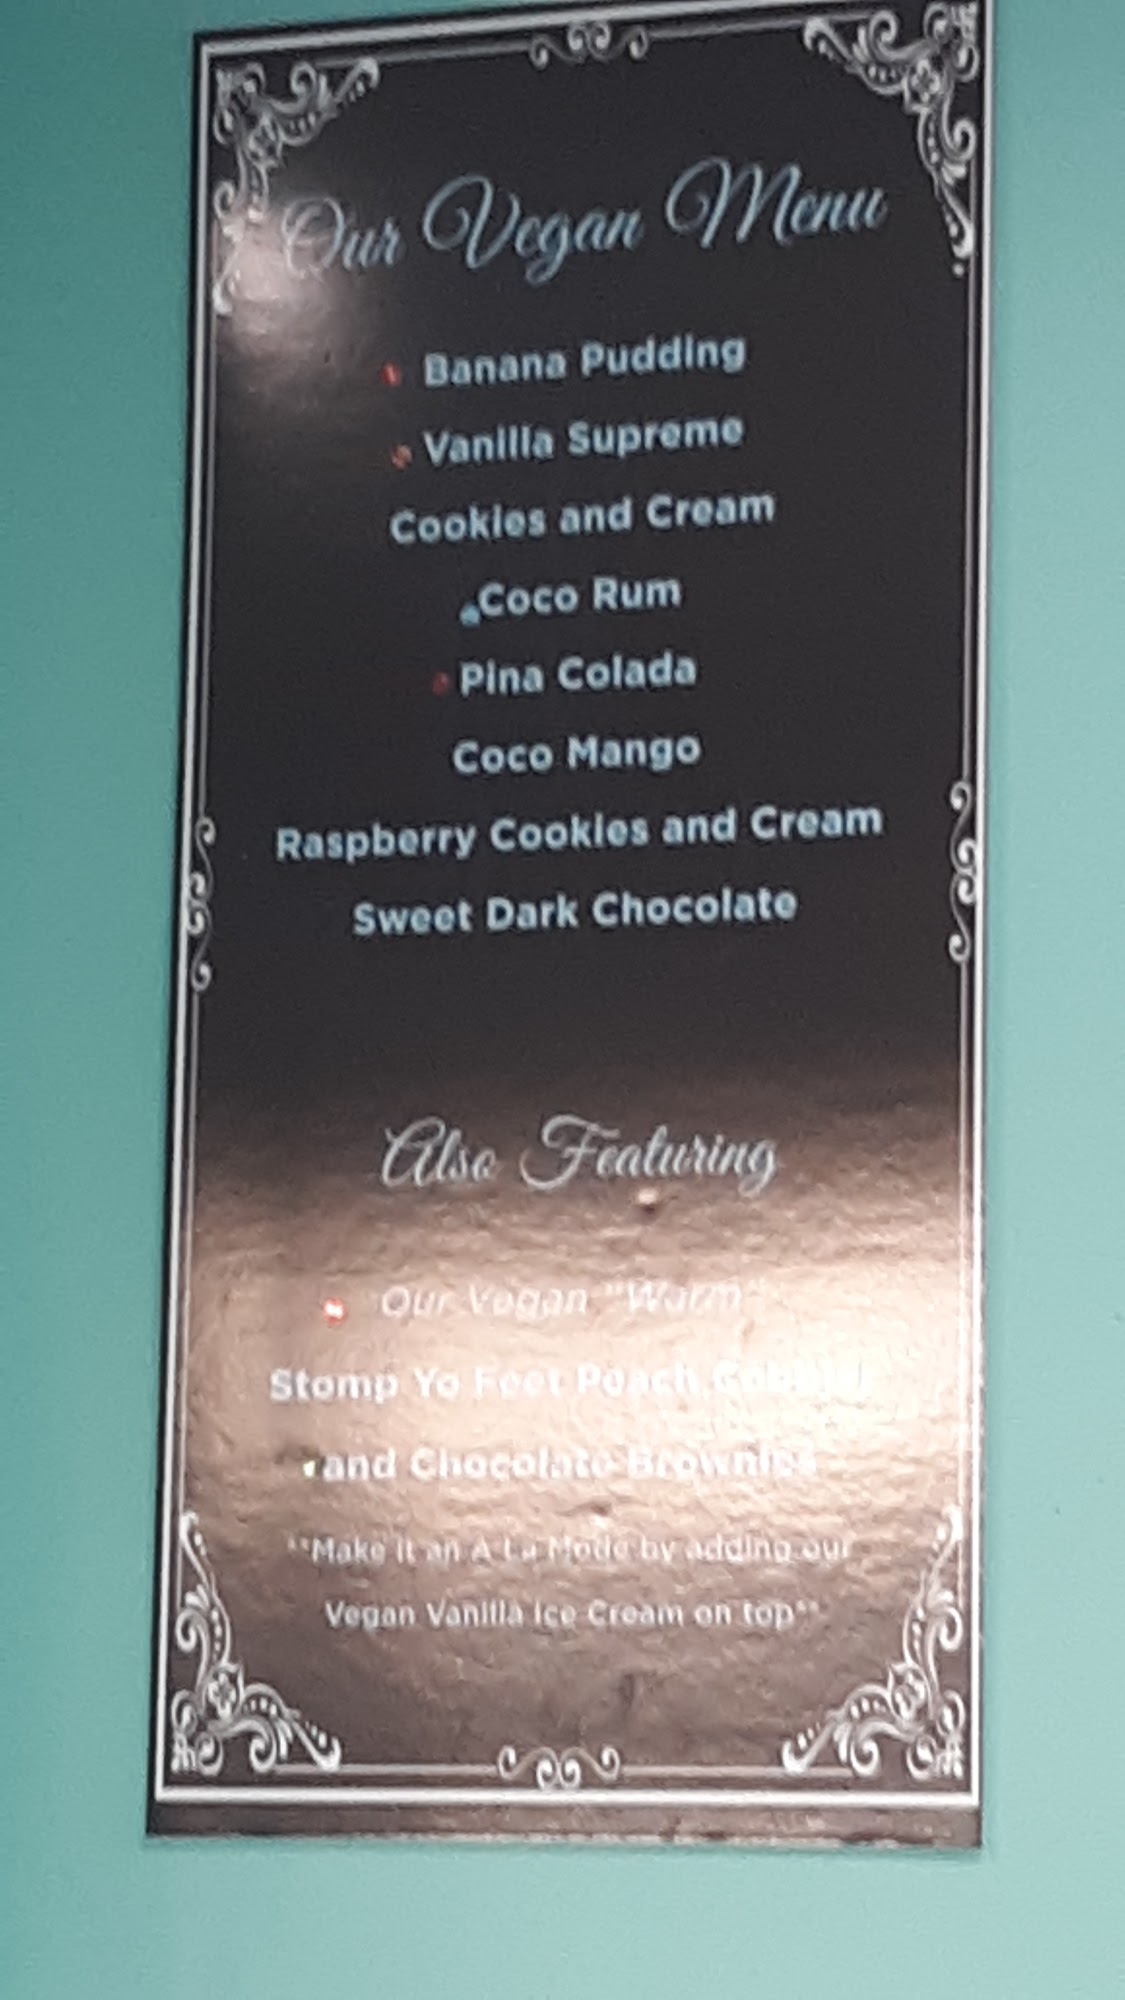 Our Vegan Menu
Banana Pudding
Vanilla Supreme
Cookies and Cream
Coco Rum
Pina Colada
Coco Mango
Raspberry Cookies and Cream
Sweet Dark Chocolate
Also Featuring
Our Vegan "Warm"
Stomp Yo Feet Peach Cobbler
and Chocolate Brownies
**Make it an A La Mode by adding our
Vegan Vanilla Ice Cream on top**